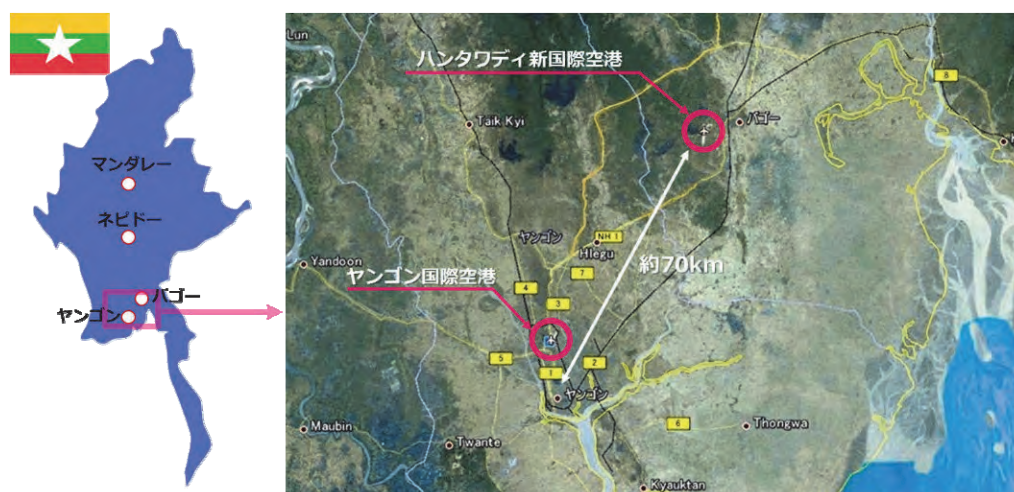 マンダレー
ネピドー
バゴー
ヤンゴン
Lun
ハンタワディ新国際空港
8
Taik Kyi
バゴー
ヤンゴン
NH 1
Hlegu
Yandoon
ヤンゴン国際空港
約70km
7
4
3
5
1
2
ヤンゴン
Maubin
Twante
6
Thongwa
Kyauktan